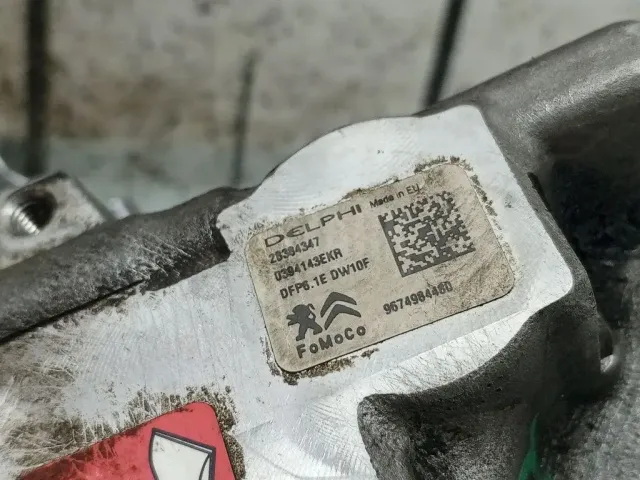 DELPHI Made in EU
28384347
0394143EKR
DFP6.1E DW10F
9674984480
FoMoCo